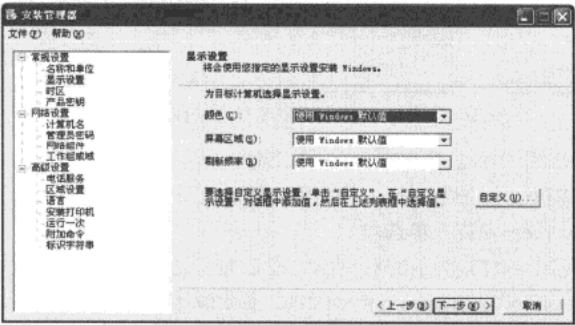 安装管理器
文件(F) 帮助(H)
常规设置
名称和单位
显示设置
时区
产品密钥
网络设置
计算机名
管理员密码
网络组件
工作组或域
高级设置
电话服务
区域设置
语言
安装打印机
运行一次
附加命令
标识字符串
显示设置
将会使用您指定的显示设置安装 Windows。
为目标计算机选择显示设置。
颜色(C): 使用 Windows 默认值
屏幕区域(S): 使用 Windows 默认值
刷新频率(R) 使用 Windows 默认值
要选择自定义显示设置，单击“自定义”。在“自定义显
示设置”对话框中添加值，然后在上述列表框中选择值。
自定义(U)...
< 上一步(B) 下一步(N) > 取消